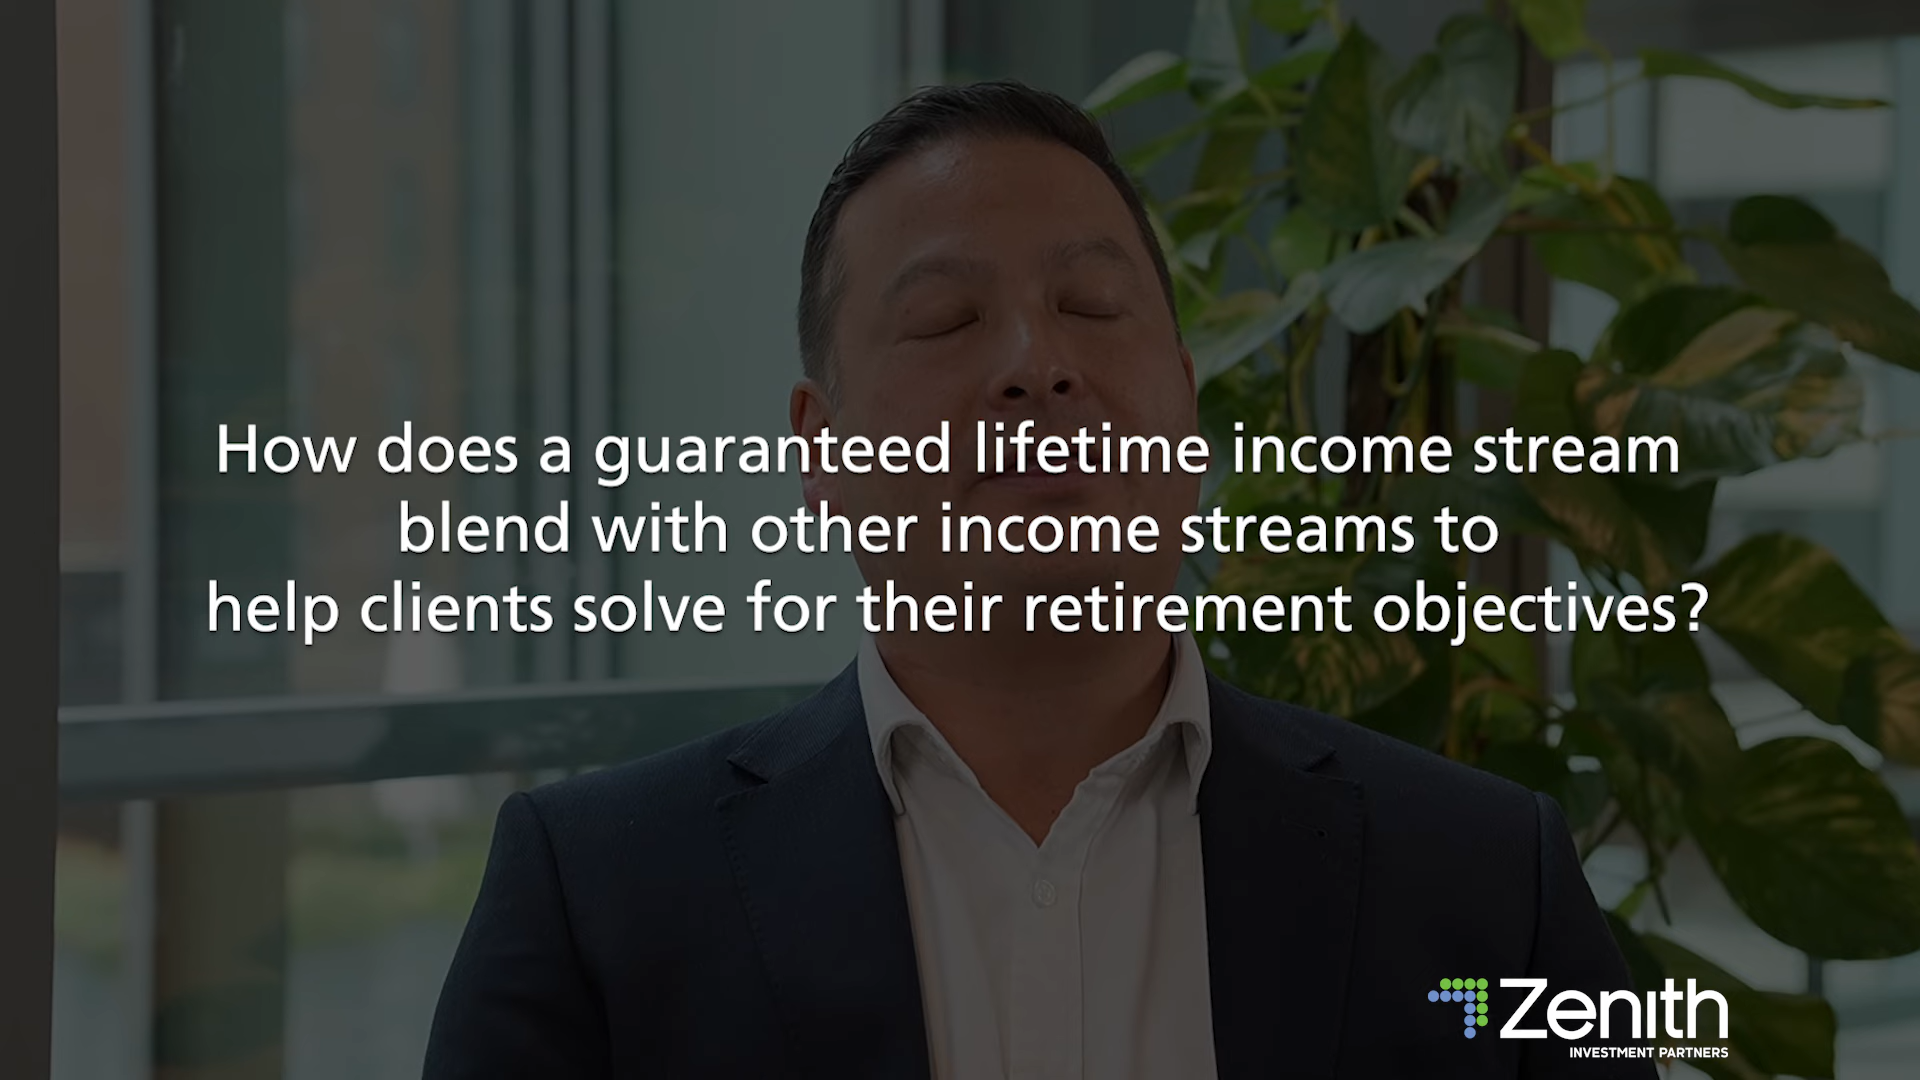 How does a guaranteed lifetime income stream
blend with other income streams to
help clients solve for their retirement objectives?
Zenith
INVESTMENT PARTNERS